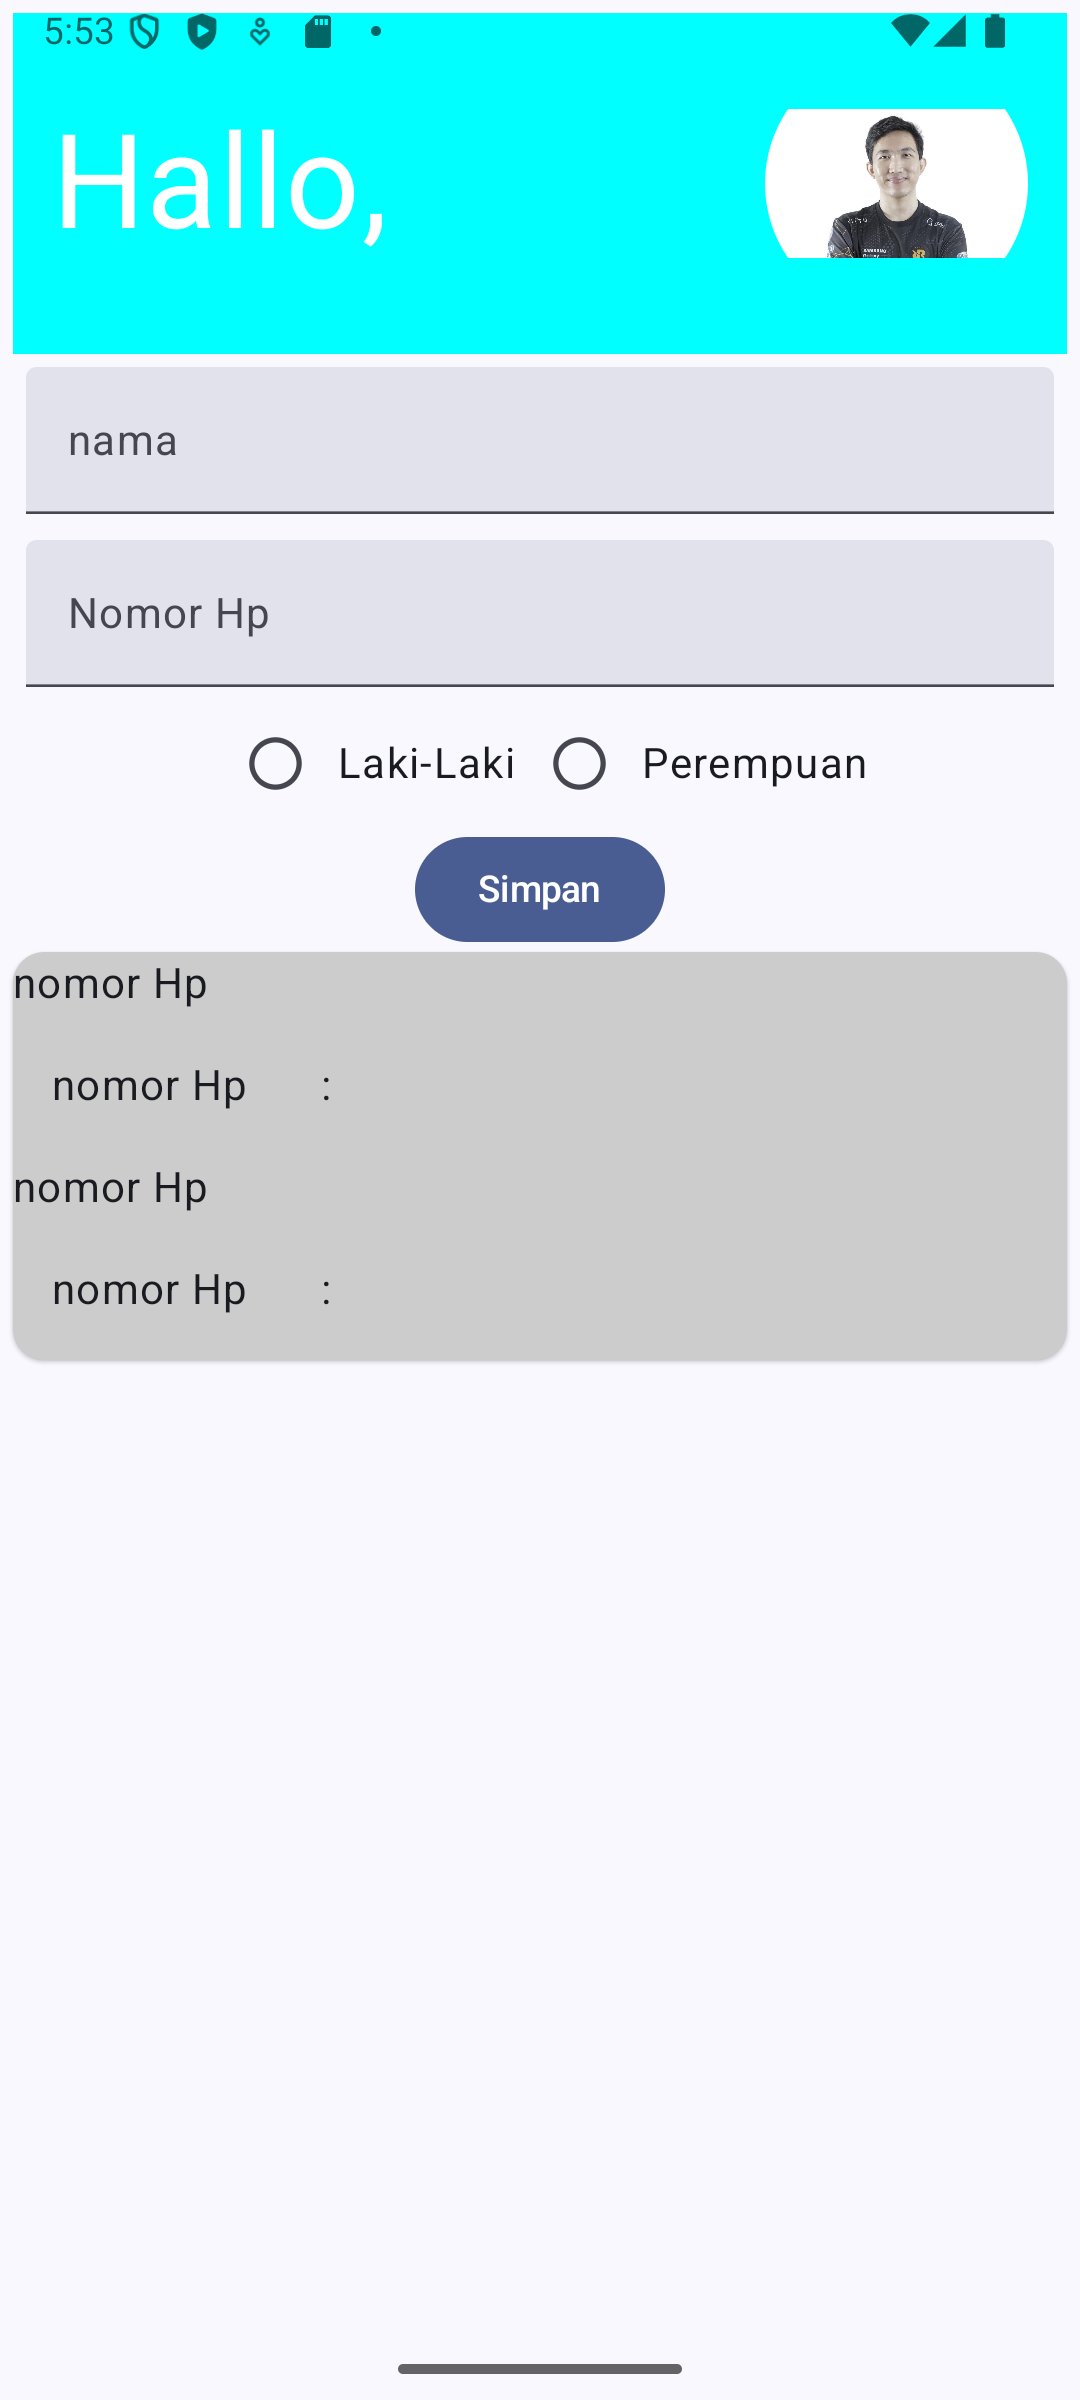 5:53
Hallo,
nama
Nomor Hp
Laki-Laki Perempuan
Simpan
nomor Hp
nomor Hp :
nomor Hp
nomor Hp :